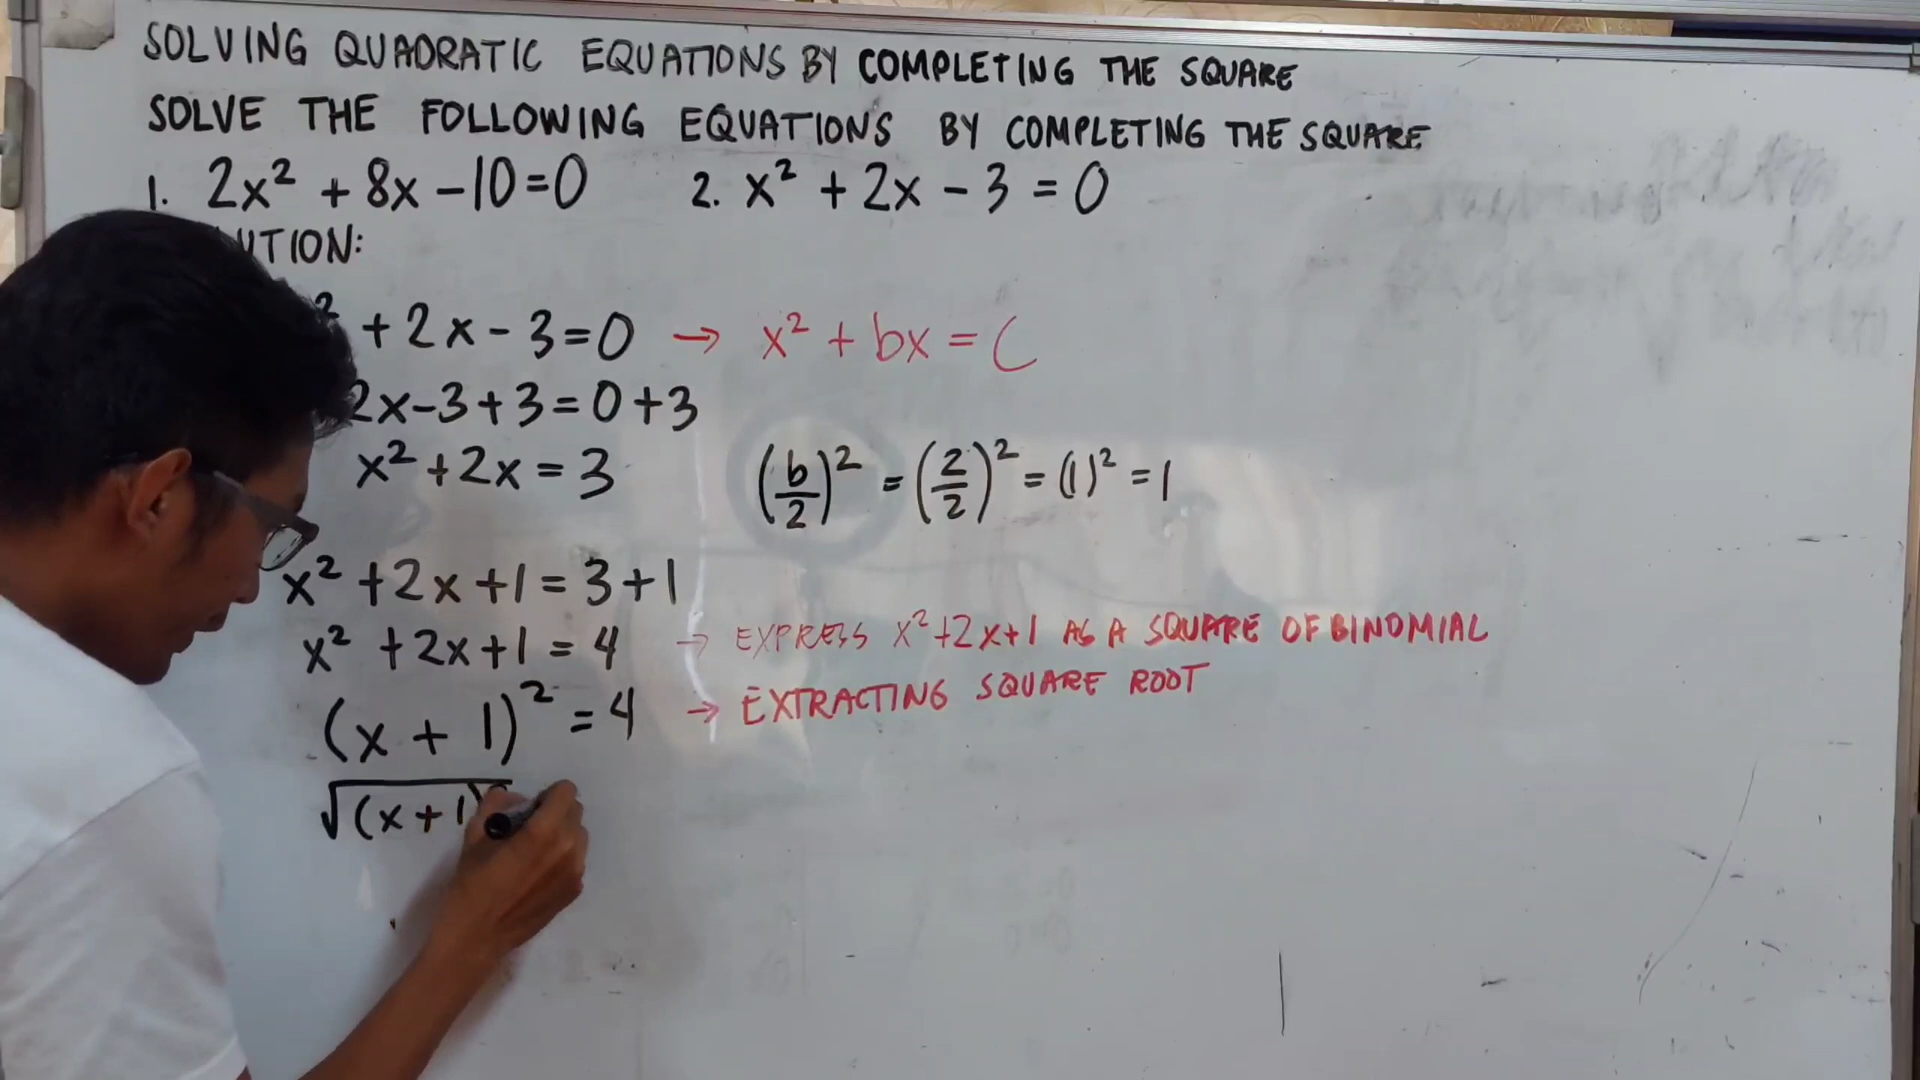 SOLVING QUADRATIC EQUATIONS BY COMPLETING THE SQUARE
SOLVE THE FOLLOWING EQUATIONS BY COMPLETING THE SQUARE
1. 2x² + 8x - 10 = 0 2. x² + 2x - 3 = 0
UTION:
² + 2x - 3 = 0 → x² + bx = C
2x - 3 + 3 = 0 + 3
x² + 2x = 3 (b/2)² = (2/2)² = (1)² = 1
x² + 2x + 1 = 3 + 1
x² + 2x + 1 = 4 → EXPRESS x² + 2x + 1 AS A SQUARE OF BINOMIAL
(x + 1)² = 4 → EXTRACTING SQUARE ROOT
√(x + 1)